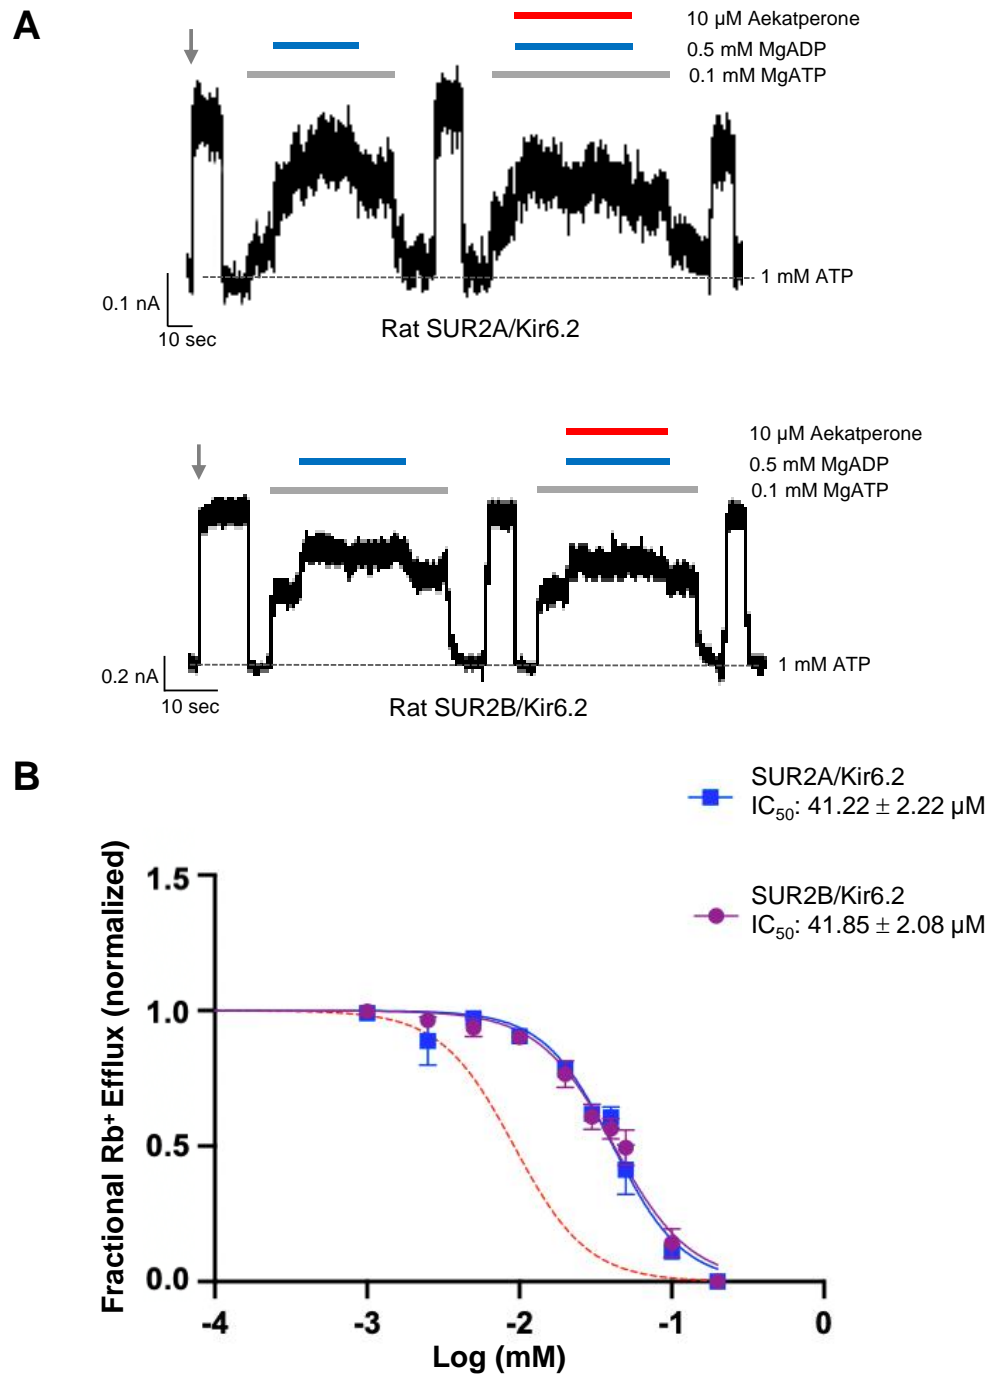 A
10 µM Aekatperone
0.5 mM MgADP
0.1 mM MgATP
1 mM ATP
0.1 nA
10 sec
Rat SUR2A/Kir6.2
10 µM Aekatperone
0.5 mM MgADP
0.1 mM MgATP
1 mM ATP
0.2 nA
10 sec
Rat SUR2B/Kir6.2
B
SUR2A/Kir6.2
IC₅₀: 41.22 ± 2.22 µM
SUR2B/Kir6.2
IC₅₀: 41.85 ± 2.08 µM
Fractional Rb⁺ Efflux (normalized)
1.5
1.0
0.5
0.0
-4 -3 -2 -1 0
Log (mM)